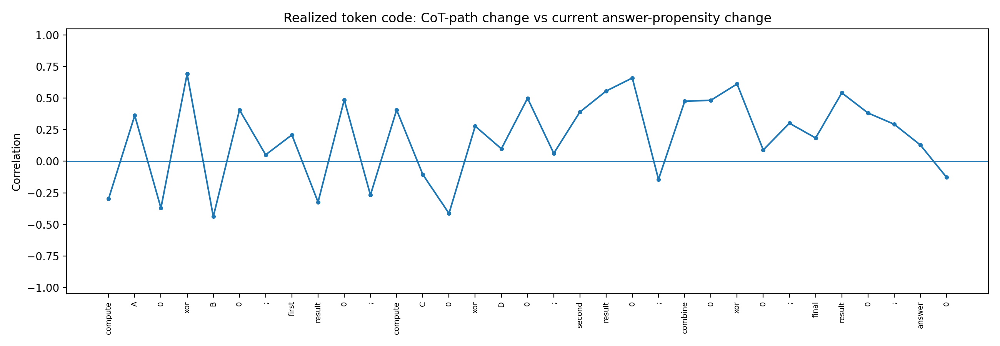 Realized token code: CoT-path change vs current answer-propensity change
Correlation
1.00
0.75
0.50
0.25
0.00
−0.25
−0.50
−0.75
−1.00
compute
A
0
xor
B
0
;
first
result
0
;
compute
C
0
xor
D
0
;
second
result
0
;
combine
0
xor
0
;
final
result
0
;
answer
0